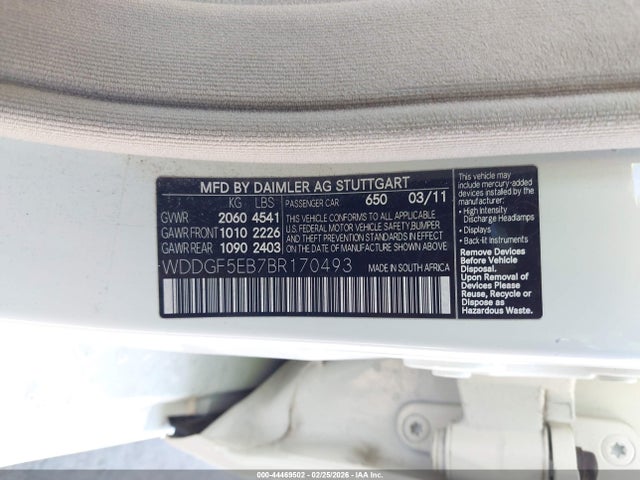 MFD BY DAIMLER AG STUTTGART
KG LBS PASSENGER CAR 650 03/11
GVWR 2060 4541
GAWR FRONT 1010 2226
GAWR REAR 1090 2403
THIS VEHICLE CONFORMS TO ALL APPLICABLE
U.S. FEDERAL MOTOR VEHICLE SAFETY,BUMPER
AND THEFT PREVENTION STANDARDS IN EFFECT
ON DATE OF MANUFACTURE SHOWN ABOVE
WDDGF5EB7BR170493 MADE IN SOUTH AFRICA
This vehicle may
include mercury-added
devices installed by
the manufacturer:
• High Intensity
Discharge Headlamps
• Displays
• Back-lit Instruments
Remove Devices Before
Vehicle Disposal.
Upon Removal of
Devices Please
Reuse, Recycle or
Dispose as
Hazardous Waste.
000-44469502 - 02/25/2026 - IAA Inc.